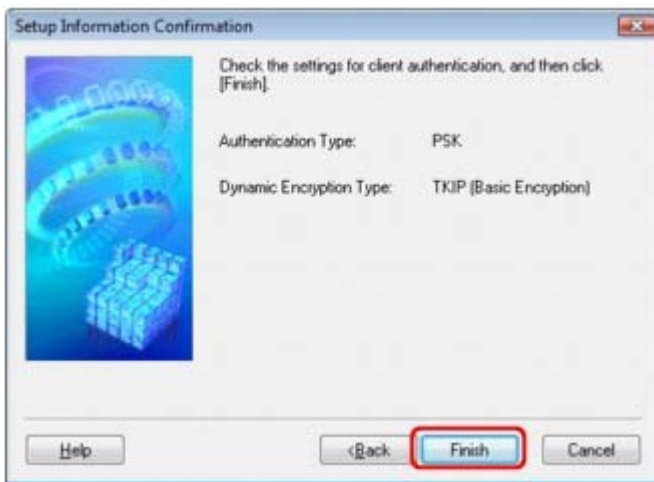 Setup Information Confirmation
Check the settings for client authentication, and then click
[Finish].
Authentication Type: PSK
Dynamic Encryption Type: TKIP (Basic Encryption)
Help <Back Finish Cancel